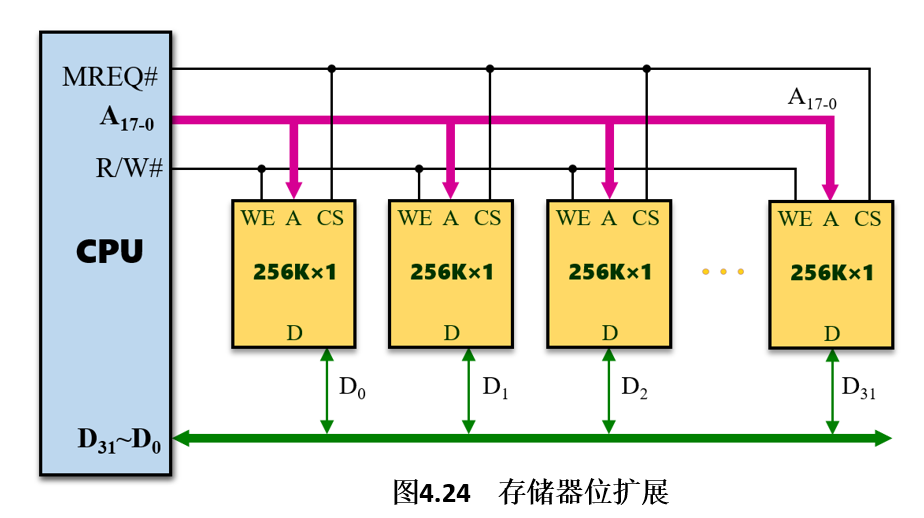 MREQ#
A17-0
A17-0
R/W#
WE A CS
WE A CS
WE A CS
WE A CS
CPU
256K×1
256K×1
256K×1
256K×1
D
D
D
D
D0
D1
D2
D31
D31~D0
图4.24 存储器位扩展